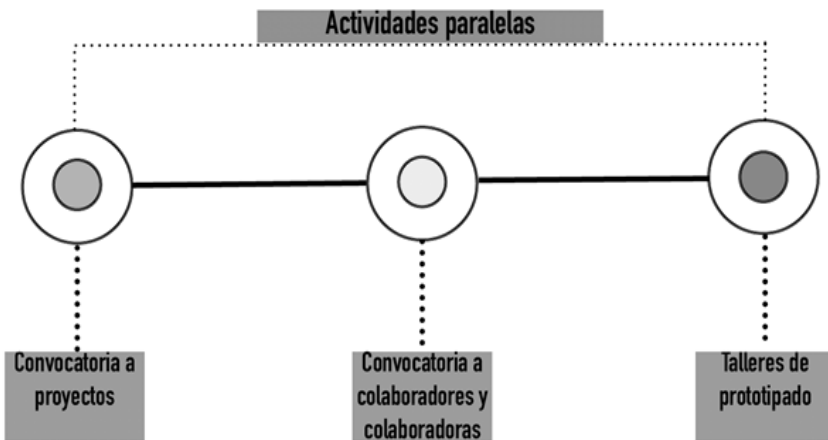 Actividades paralelas
Convocatoria a
proyectos
Convocatoria a
colaboradores y
colaboradoras
Talleres de
prototipado